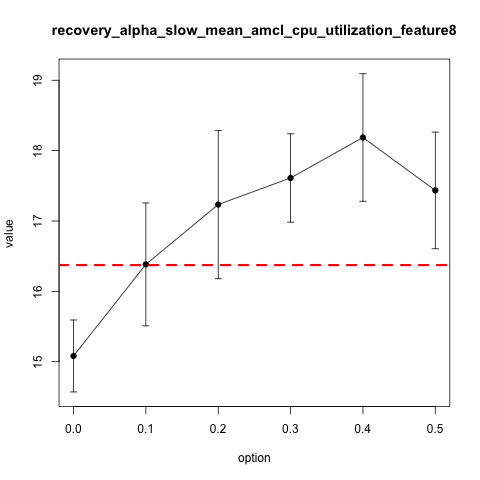 recovery_alpha_slow_mean_amcl_cpu_utilization_feature8
19
18
17
16
15
value
0.0 0.1 0.2 0.3 0.4 0.5
option